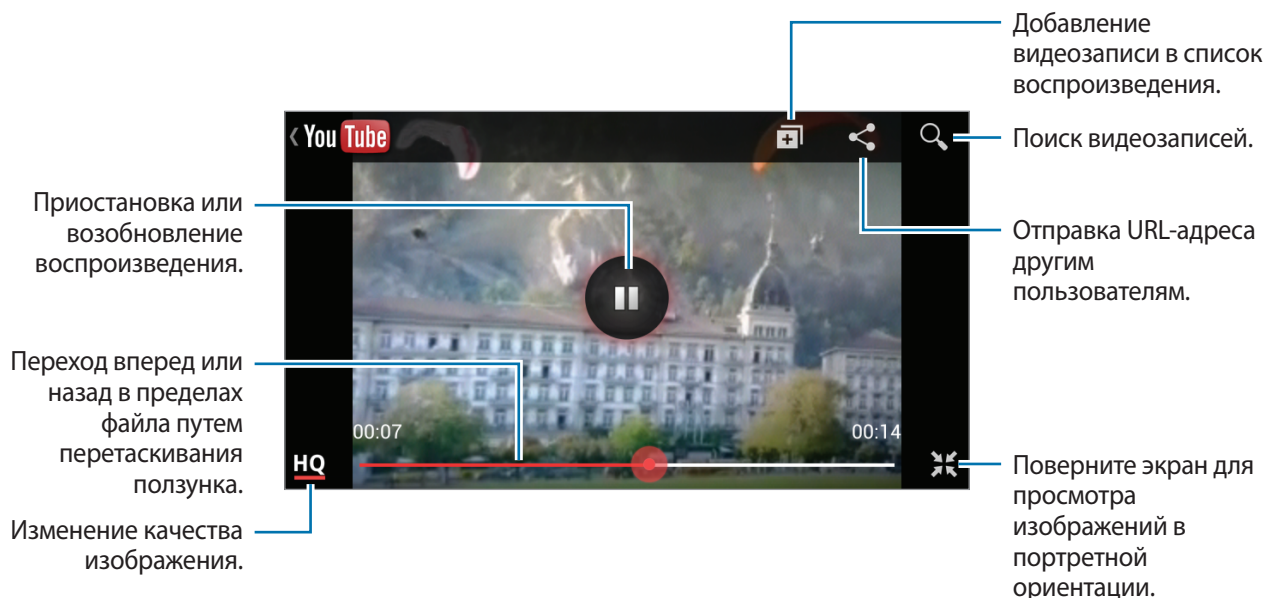 Добавление
видеозаписи в список
воспроизведения.
‹ You Tube
Поиск видеозаписей.
Приостановка или
возобновление
воспроизведения.
Отправка URL-адреса
другим
пользователям.
Переход вперед или
назад в пределах
файла путем
перетаскивания
ползунка.
00:07
00:14
HQ
Поверните экран для
просмотра
изображений в
портретной
ориентации.
Изменение качества
изображения.